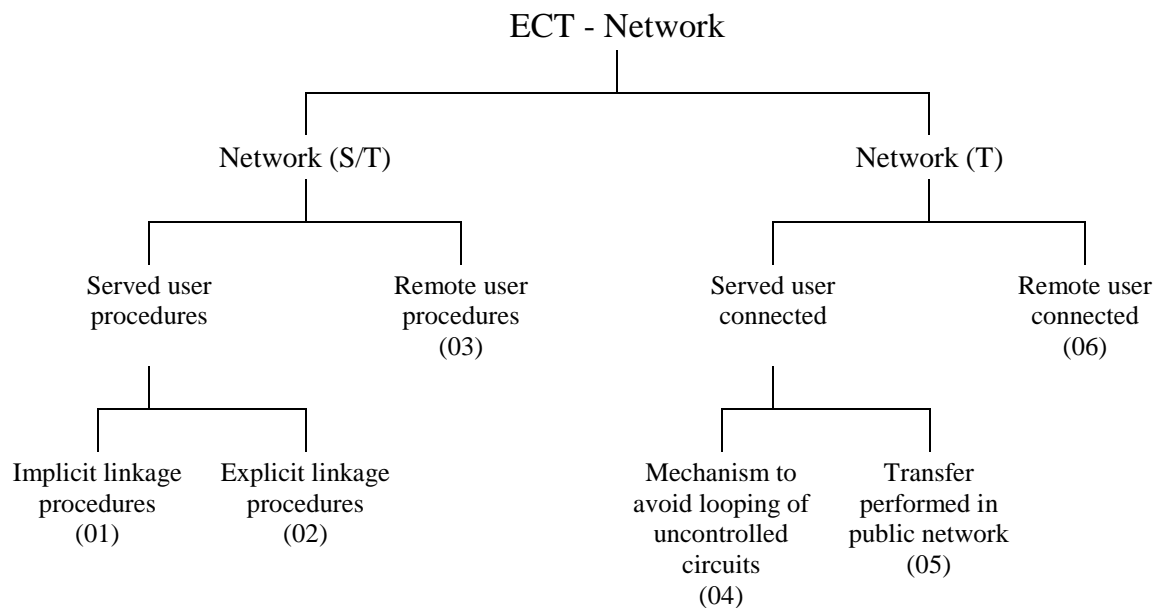 ECT - Network
Network (S/T)
Network (T)
Served user
procedures
Remote user
procedures
(03)
Served user
connected
Remote user
connected
(06)
Implicit linkage
procedures
(01)
Explicit linkage
procedures
(02)
Mechanism to
avoid looping of
uncontrolled
circuits
(04)
Transfer
performed in
public network
(05)